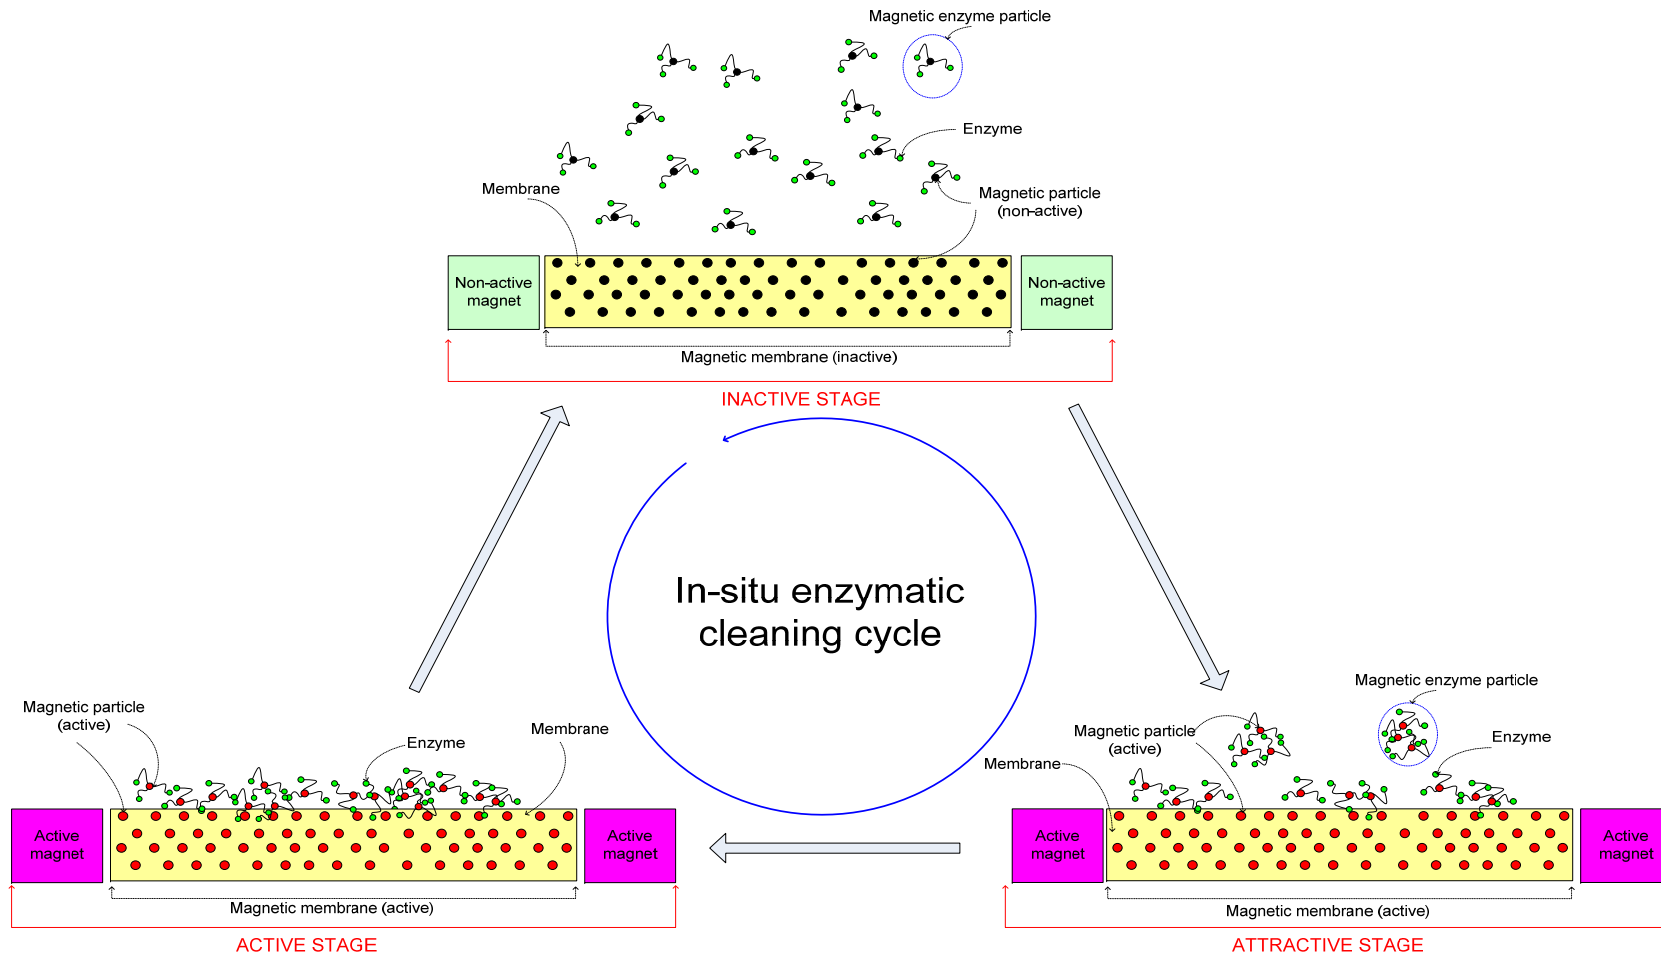 Magnetic enzyme particle
Enzyme
Membrane
Magnetic particle
(non-active)
Non-active
magnet
Non-active
magnet
Magnetic membrane (inactive)
INACTIVE STAGE
In-situ enzymatic
cleaning cycle
Magnetic particle
(active)
Enzyme
Membrane
Active
magnet
Active
magnet
Magnetic membrane (active)
ACTIVE STAGE
Magnetic enzyme particle
Magnetic particle
(active)
Enzyme
Membrane
Active
magnet
Active
magnet
Magnetic membrane (active)
ATTRACTIVE STAGE